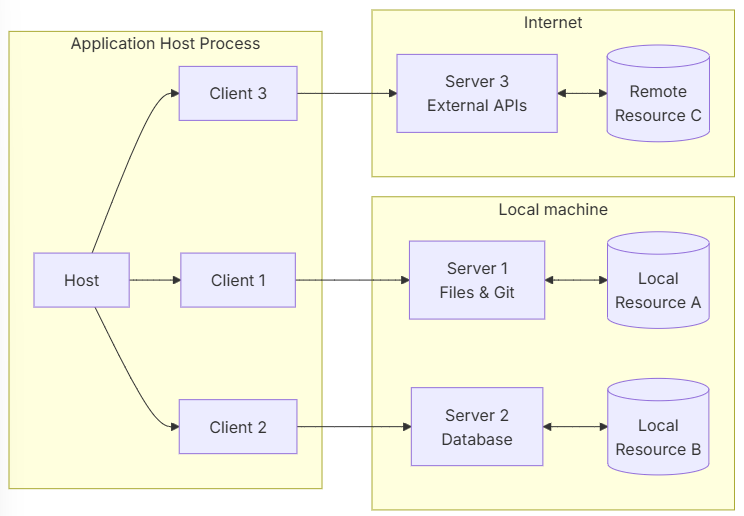 Application Host Process
Client 3
Host
Client 1
Client 2
Internet
Server 3
External APIs
Remote
Resource C
Local machine
Server 1
Files & Git
Local
Resource A
Server 2
Database
Local
Resource B